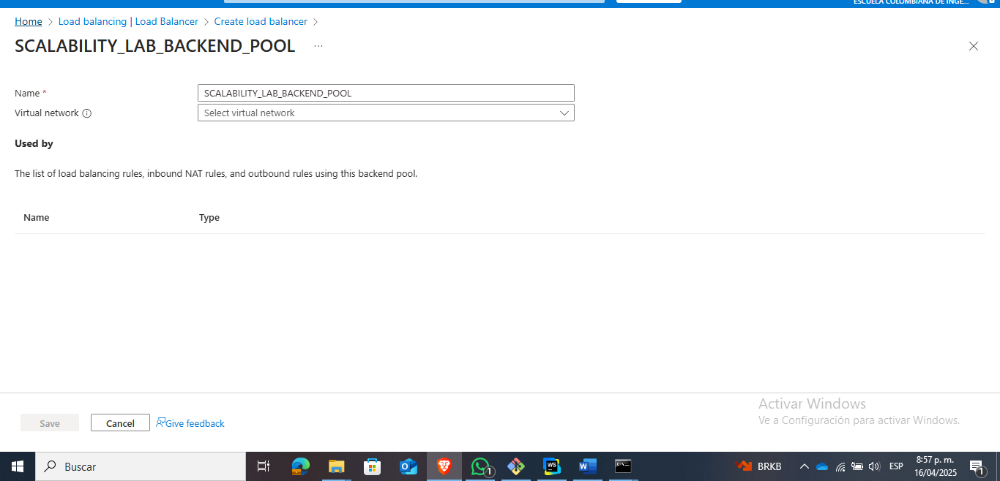 ESCUELA COLOMBIANA DE INGE...
Home > Load balancing | Load Balancer > Create load balancer >
SCALABILITY_LAB_BACKEND_POOL ...
Name * SCALABILITY_LAB_BACKEND_POOL
Virtual network Select virtual network
Used by
The list of load balancing rules, inbound NAT rules, and outbound rules using this backend pool.
Name Type
Save Cancel Give feedback
Activar Windows
Ve a Configuración para activar Windows.
Buscar BRKB ESP 8:57 p. m.
16/04/2025